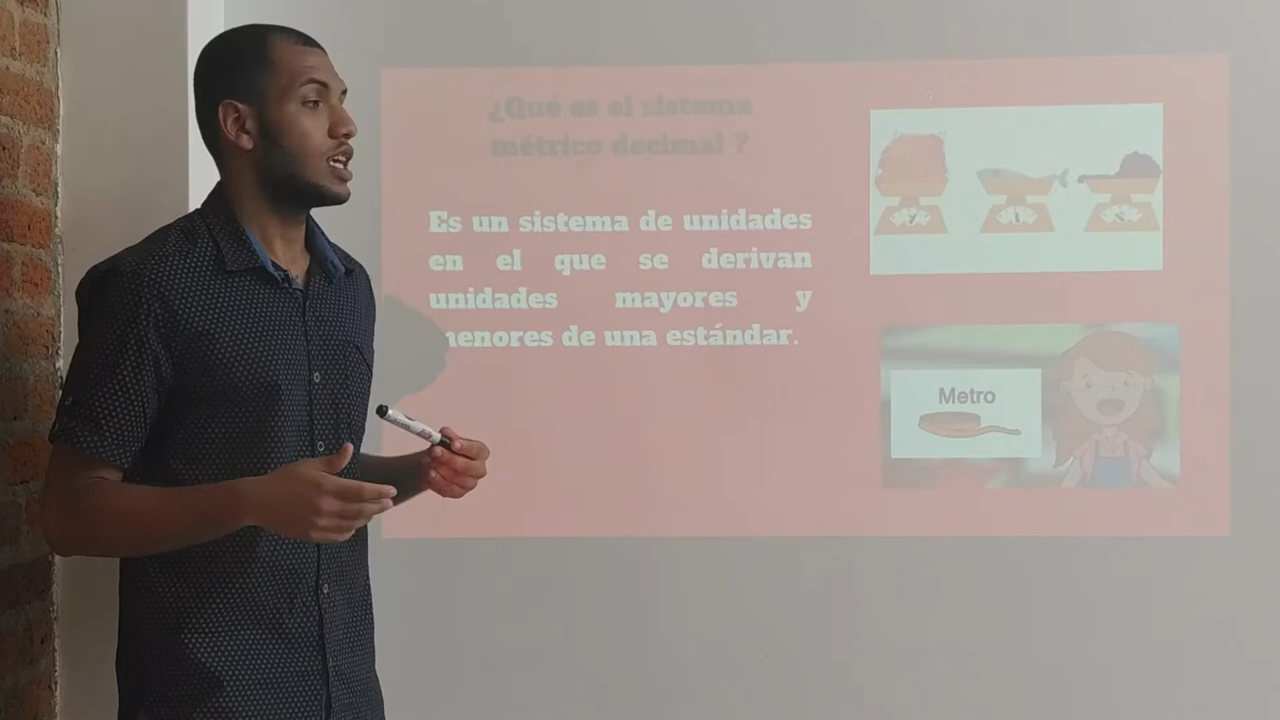 ¿Qué es el sistema
métrico decimal ?
Es un sistema de unidades
en el que se derivan
unidades mayores y
menores de una estándar.
Metro